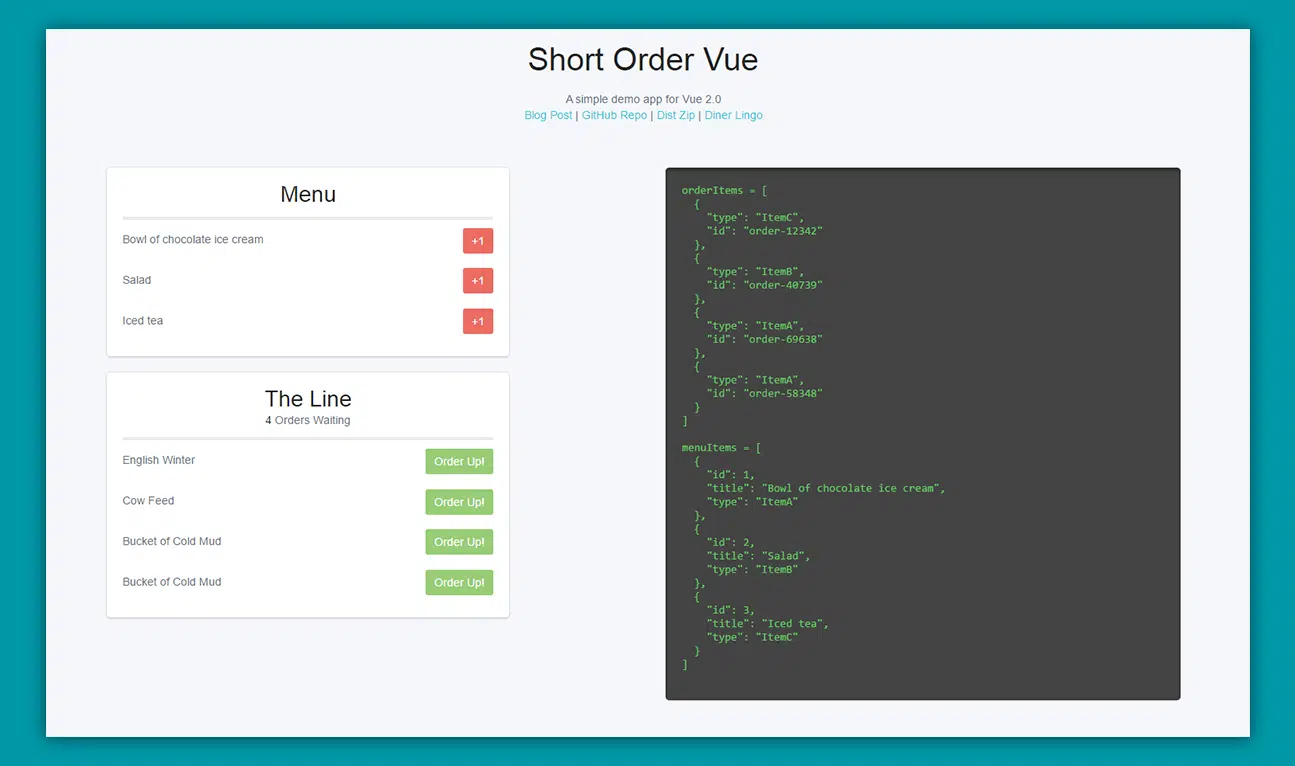 Short Order Vue
A simple demo app for Vue 2.0
Blog Post | GitHub Repo | Dist Zip | Diner Lingo
Menu
Bowl of chocolate ice cream +1
Salad +1
Iced tea +1
The Line
4 Orders Waiting
English Winter Order Up!
Cow Feed Order Up!
Bucket of Cold Mud Order Up!
Bucket of Cold Mud Order Up!
orderItems = [
  {
    "type": "ItemC",
    "id": "order-12342"
  },
  {
    "type": "ItemB",
    "id": "order-40739"
  },
  {
    "type": "ItemA",
    "id": "order-69638"
  },
  {
    "type": "ItemA",
    "id": "order-58348"
  }
]
menuItems = [
  {
    "id": 1,
    "title": "Bowl of chocolate ice cream",
    "type": "ItemA"
  },
  {
    "id": 2,
    "title": "Salad",
    "type": "ItemB"
  },
  {
    "id": 3,
    "title": "Iced tea",
    "type": "ItemC"
  }
]